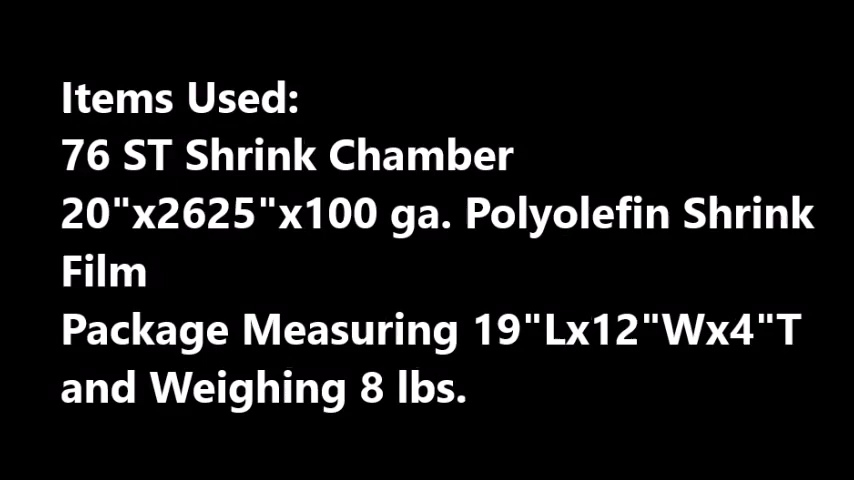 Items Used:
76 ST Shrink Chamber
20"x2625"x100 ga. Polyolefin Shrink
Film
Package Measuring 19"Lx12"Wx4"T
and Weighing 8 lbs.